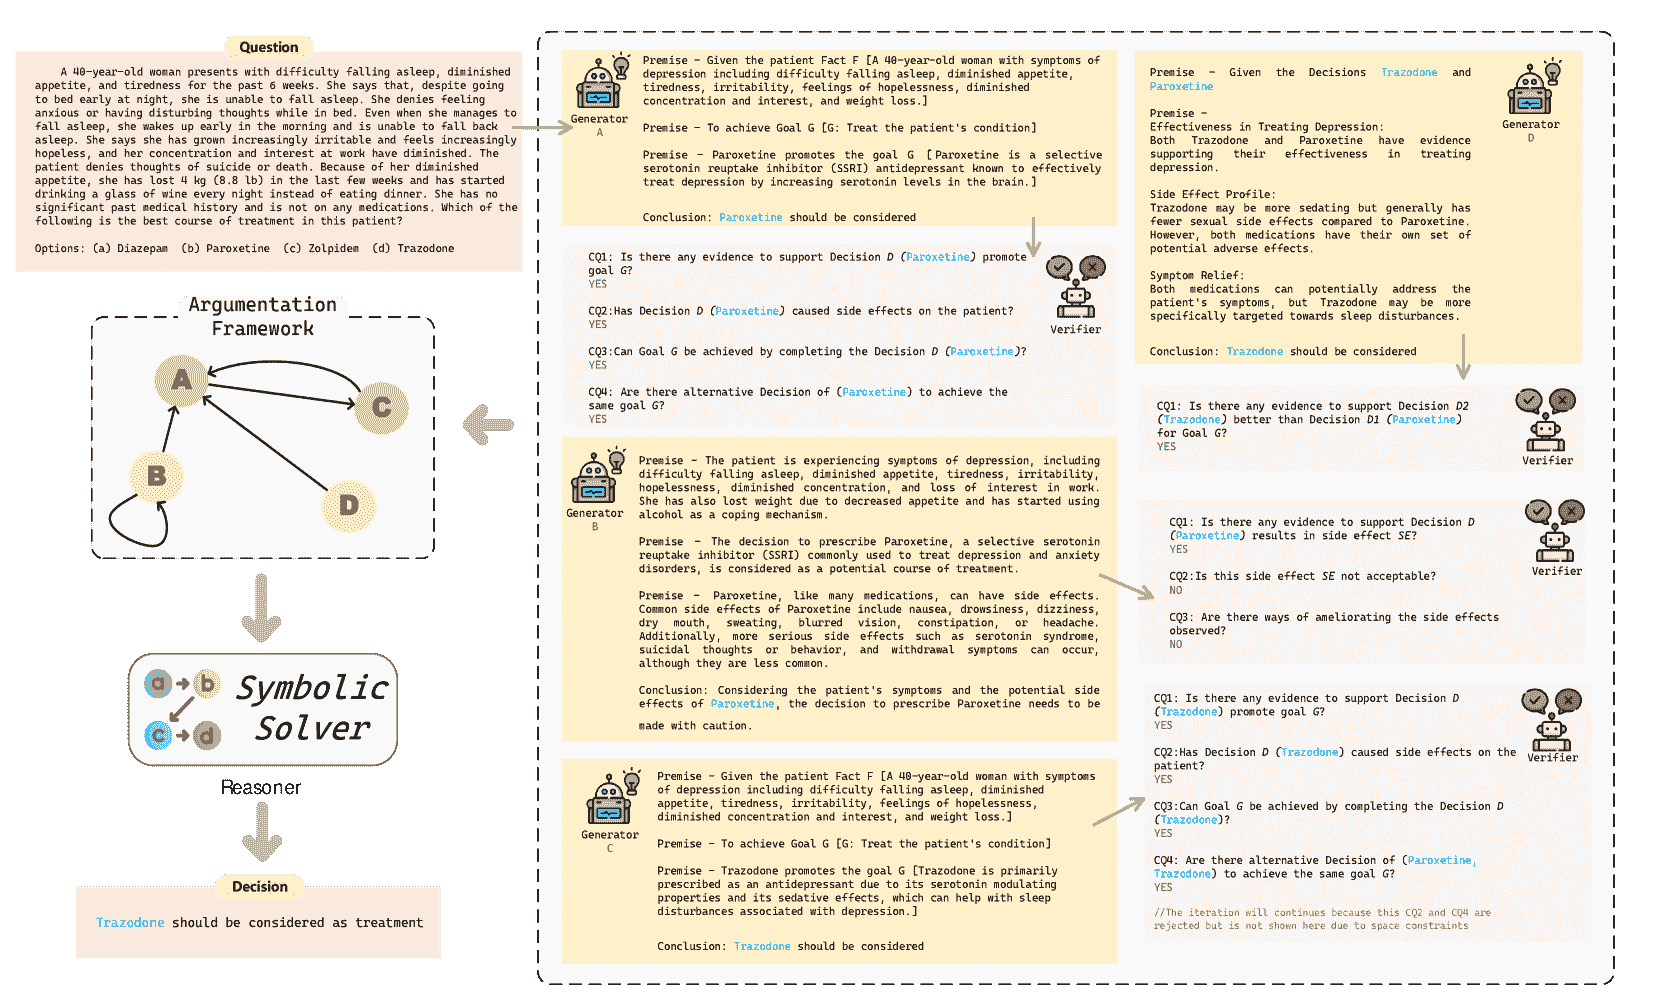 Question
A 40-year-old woman presents with difficulty falling asleep, diminished
appetite, and tiredness for the past 6 weeks. She says that, despite going
to bed early at night, she is unable to fall asleep. She denies feeling
anxious or having disturbing thoughts while in bed. Even when she manages to
fall asleep, she wakes up early in the morning and is unable to fall back
asleep. She says she has grown increasingly irritable and feels increasingly
hopeless, and her concentration and interest at work have diminished. The
patient denies thoughts of suicide or death. Because of her diminished
appetite, she has lost 4 kg (8.8 lb) in the last few weeks and has started
drinking a glass of wine every night instead of eating dinner. She has no
significant past medical history and is not on any medications. Which of the
following is the best course of treatment in this patient?
Options: (a) Diazepam (b) Paroxetine (c) Zolpidem (d) Trazodone
Argumentation
Framework
A
C
B
D
a
b
c
d
Symbolic
Solver
Reasoner
Decision
Trazodone should be considered as treatment
Generator
A
Premise - Given the patient Fact F [A 40-year-old woman with symptoms of
depression including difficulty falling asleep, diminished appetite,
tiredness, irritability, feelings of hopelessness, diminished
concentration and interest, and weight loss.]
Premise - To achieve Goal G [G: Treat the patient's condition]
Premise - Paroxetine promotes the goal G [Paroxetine is a selective
serotonin reuptake inhibitor (SSRI) antidepressant known to effectively
treat depression by increasing serotonin levels in the brain.]
Conclusion: Paroxetine should be considered
CQ1: Is there any evidence to support Decision D (Paroxetine) promote
goal G?
YES
CQ2:Has Decision D (Paroxetine) caused side effects on the patient?
YES
CQ3:Can Goal G be achieved by completing the Decision D (Paroxetine)?
YES
CQ4: Are there alternative Decision of (Paroxetine) to achieve the
same goal G?
YES
Verifier
Generator
B
Premise - The patient is experiencing symptoms of depression, including
difficulty falling asleep, diminished appetite, tiredness, irritability,
hopelessness, diminished concentration, and loss of interest in work.
She has also lost weight due to decreased appetite and has started using
alcohol as a coping mechanism.
Premise - The decision to prescribe Paroxetine, a selective serotonin
reuptake inhibitor (SSRI) commonly used to treat depression and anxiety
disorders, is considered as a potential course of treatment.
Premise - Paroxetine, like many medications, can have side effects.
Common side effects of Paroxetine include nausea, drowsiness, dizziness,
dry mouth, sweating, blurred vision, constipation, or headache.
Additionally, more serious side effects such as serotonin syndrome,
suicidal thoughts or behavior, and withdrawal symptoms can occur,
although they are less common.
Conclusion: Considering the patient's symptoms and the potential side
effects of Paroxetine, the decision to prescribe Paroxetine needs to be
made with caution.
Generator
C
Premise - Given the patient Fact F [A 40-year-old woman with symptoms
of depression including difficulty falling asleep, diminished
appetite, tiredness, irritability, feelings of hopelessness,
diminished concentration and interest, and weight loss.]
Premise - To achieve Goal G [G: Treat the patient's condition]
Premise - Trazodone promotes the goal G [Trazodone is primarily
prescribed as an antidepressant due to its serotonin modulating
properties and its sedative effects, which can help with sleep
disturbances associated with depression.]
Conclusion: Trazodone should be considered
Premise - Given the Decisions Trazodone and
Paroxetine
Premise -
Effectiveness in Treating Depression:
Both Trazodone and Paroxetine have evidence
supporting their effectiveness in treating
depression.
Side Effect Profile:
Trazodone may be more sedating but generally has
fewer sexual side effects compared to Paroxetine.
However, both medications have their own set of
potential adverse effects.
Symptom Relief:
Both medications can potentially address the
patient's symptoms, but Trazodone may be more
specifically targeted towards sleep disturbances.
Conclusion: Trazodone should be considered
Generator
D
CQ1: Is there any evidence to support Decision D2
(Trazodone) better than Decision D1 (Paroxetine)
for Goal G?
YES
Verifier
CQ1: Is there any evidence to support Decision D
(Paroxetine) results in side effect SE?
YES
CQ2:Is this side effect SE not acceptable?
NO
CQ3: Are there ways of ameliorating the side effects
observed?
NO
Verifier
CQ1: Is there any evidence to support Decision D
(Trazodone) promote goal G?
YES
CQ2:Has Decision D (Trazodone) caused side effects on the
patient?
YES
CQ3:Can Goal G be achieved by completing the Decision D
(Trazodone)?
YES
CQ4: Are there alternative Decision of (Paroxetine,
Trazodone) to achieve the same goal G?
YES
//The iteration will continues because this CQ2 and CQ4 are
rejected but is not shown here due to space constraints
Verifier